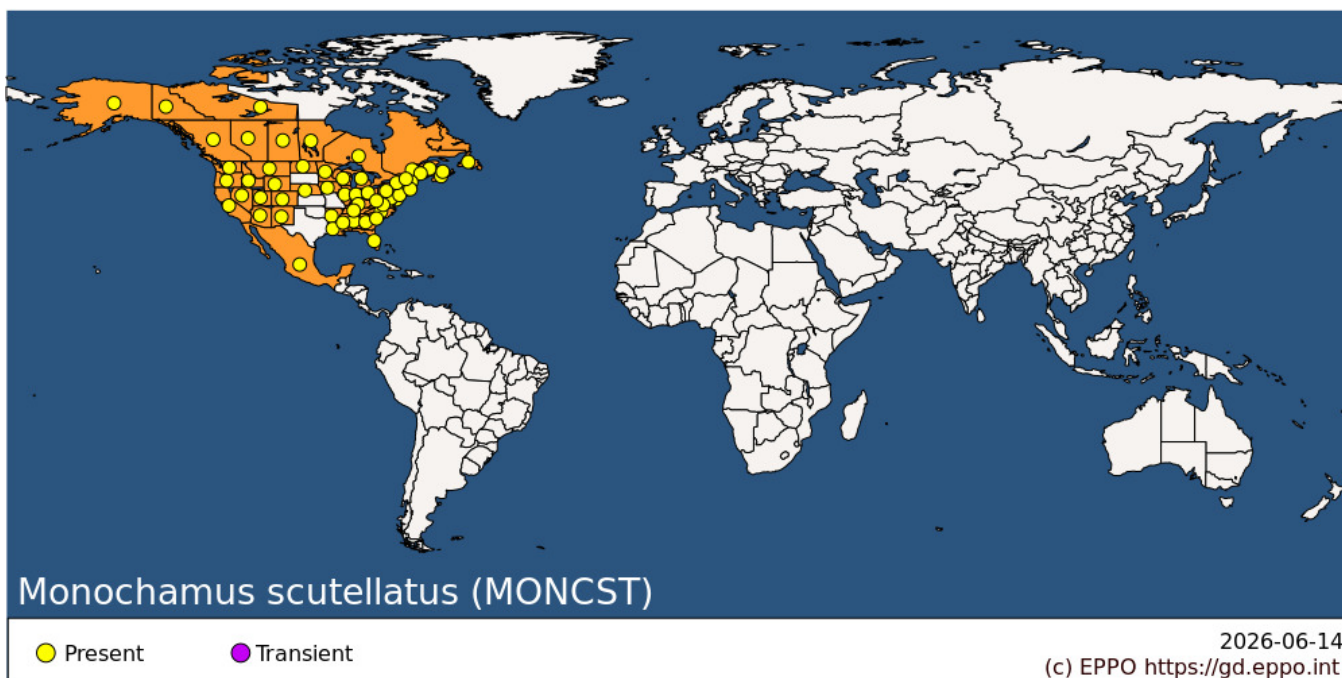 Monochamus scutellatus (MONCST)
Present
Transient
2026-06-14
(c) EPPO https://gd.eppo.int